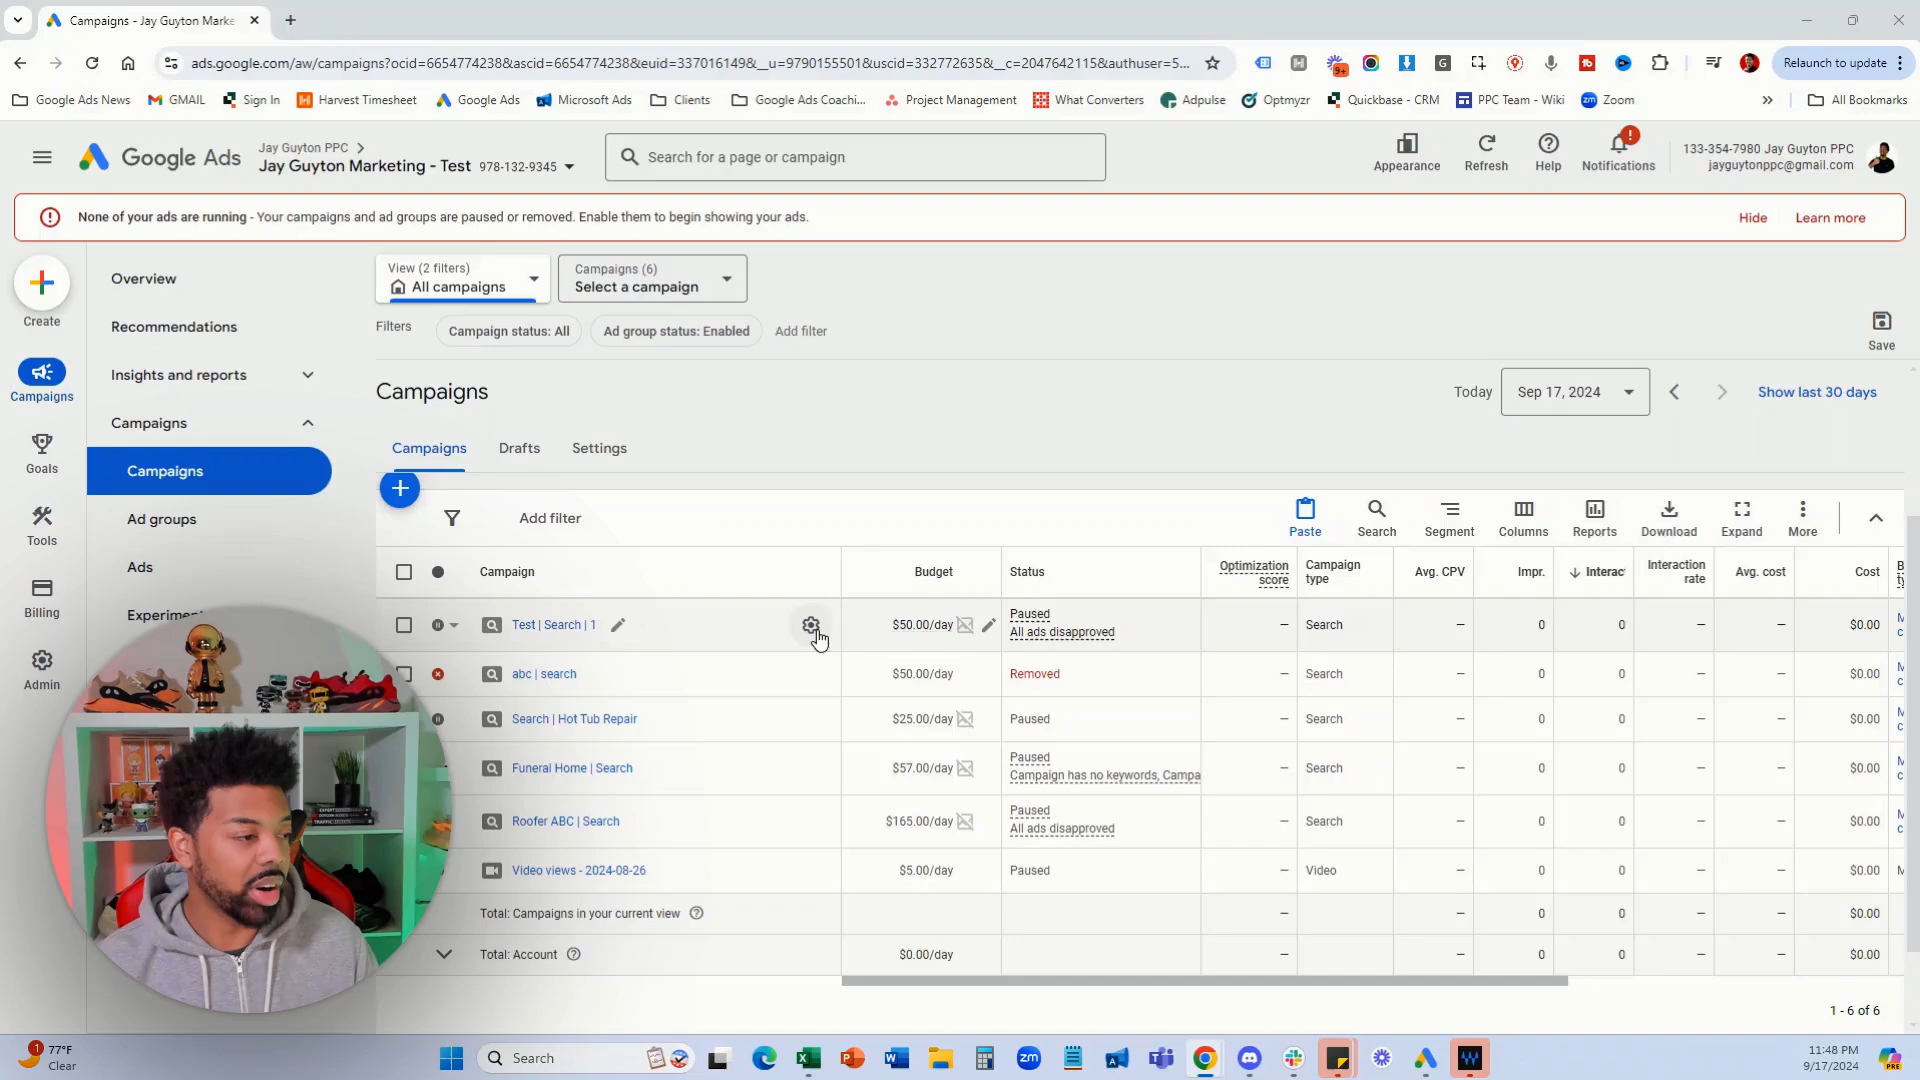 Campaigns - Jay Guyton Marke
ads.google.com/aw/campaigns?ocid=6654774238&ascid=6654774238&euid=337016149&__u=9790155501&uscid=332772635&__c=2047642115&authuser=5...
9+
Relaunch to update
Google Ads News
GMAIL
Sign In
Harvest Timesheet
Google Ads
Microsoft Ads
Clients
Google Ads Coachi...
Project Management
What Converters
Adpulse
Optmyzr
Quickbase - CRM
PPC Team - Wiki
Zoom
All Bookmarks
Google Ads
Jay Guyton PPC
Jay Guyton Marketing - Test 978-132-9345
Search for a page or campaign
Appearance
Refresh
Help
Notifications
133-354-7980 Jay Guyton PPC
jayguytonppc@gmail.com
None of your ads are running - Your campaigns and ad groups are paused or removed. Enable them to begin showing your ads.
Hide
Learn more
Create
Campaigns
Goals
Tools
Billing
Admin
Overview
Recommendations
Insights and reports
Campaigns
Campaigns
Ad groups
Ads
Experimen
View (2 filters)
All campaigns
Campaigns (6)
Select a campaign
Filters
Campaign status: All
Ad group status: Enabled
Add filter
Save
Campaigns
Today
Sep 17, 2024
Show last 30 days
Campaigns
Drafts
Settings
Add filter
Paste
Search
Segment
Columns
Reports
Download
Expand
More
Campaign Budget Status Optimization score Campaign type Avg. CPV Impr. Interac Interaction rate Avg. cost Cost
Test | Search | 1 $50.00/day Paused All ads disapproved – Search – 0 0 – – $0.00
abc | search $50.00/day Removed – Search – 0 0 – – $0.00
Search | Hot Tub Repair $25.00/day Paused – Search – 0 0 – – $0.00
Funeral Home | Search $57.00/day Paused Campaign has no keywords, Campa – Search – 0 0 – – $0.00
Roofer ABC | Search $165.00/day Paused All ads disapproved – Search – 0 0 – – $0.00
Video views - 2024-08-26 $5.00/day Paused – Video – 0 0 – – $0.00
Total: Campaigns in your current view – – 0 0 – – $0.00
Total: Account $0.00/day – – 0 0 – – $0.00
1 - 6 of 6
1
77°F
Clear
Search
11:48 PM
9/17/2024